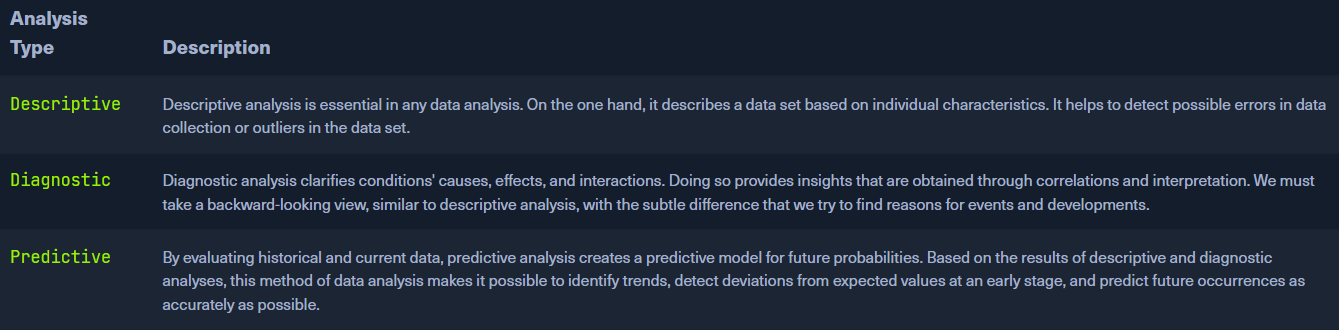 Analysis
Type Description
Descriptive Descriptive analysis is essential in any data analysis. On the one hand, it describes a data set based on individual characteristics. It helps to detect possible errors in data
collection or outliers in the data set.
Diagnostic Diagnostic analysis clarifies conditions' causes, effects, and interactions. Doing so provides insights that are obtained through correlations and interpretation. We must
take a backward-looking view, similar to descriptive analysis, with the subtle difference that we try to find reasons for events and developments.
Predictive By evaluating historical and current data, predictive analysis creates a predictive model for future probabilities. Based on the results of descriptive and diagnostic
analyses, this method of data analysis makes it possible to identify trends, detect deviations from expected values at an early stage, and predict future occurrences as
accurately as possible.